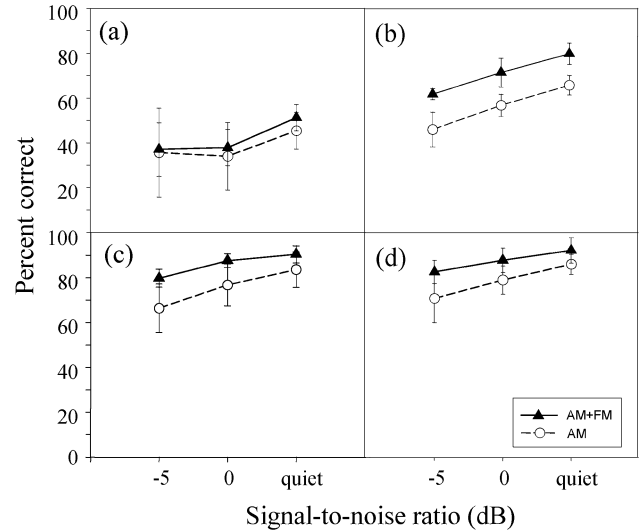 100
80
60
40
20
(a)
(b)
100
80
60
40
20
0
(c)
(d)
Percent correct
AM+FM
AM
-5 0 quiet -5 0 quiet
Signal-to-noise ratio (dB)